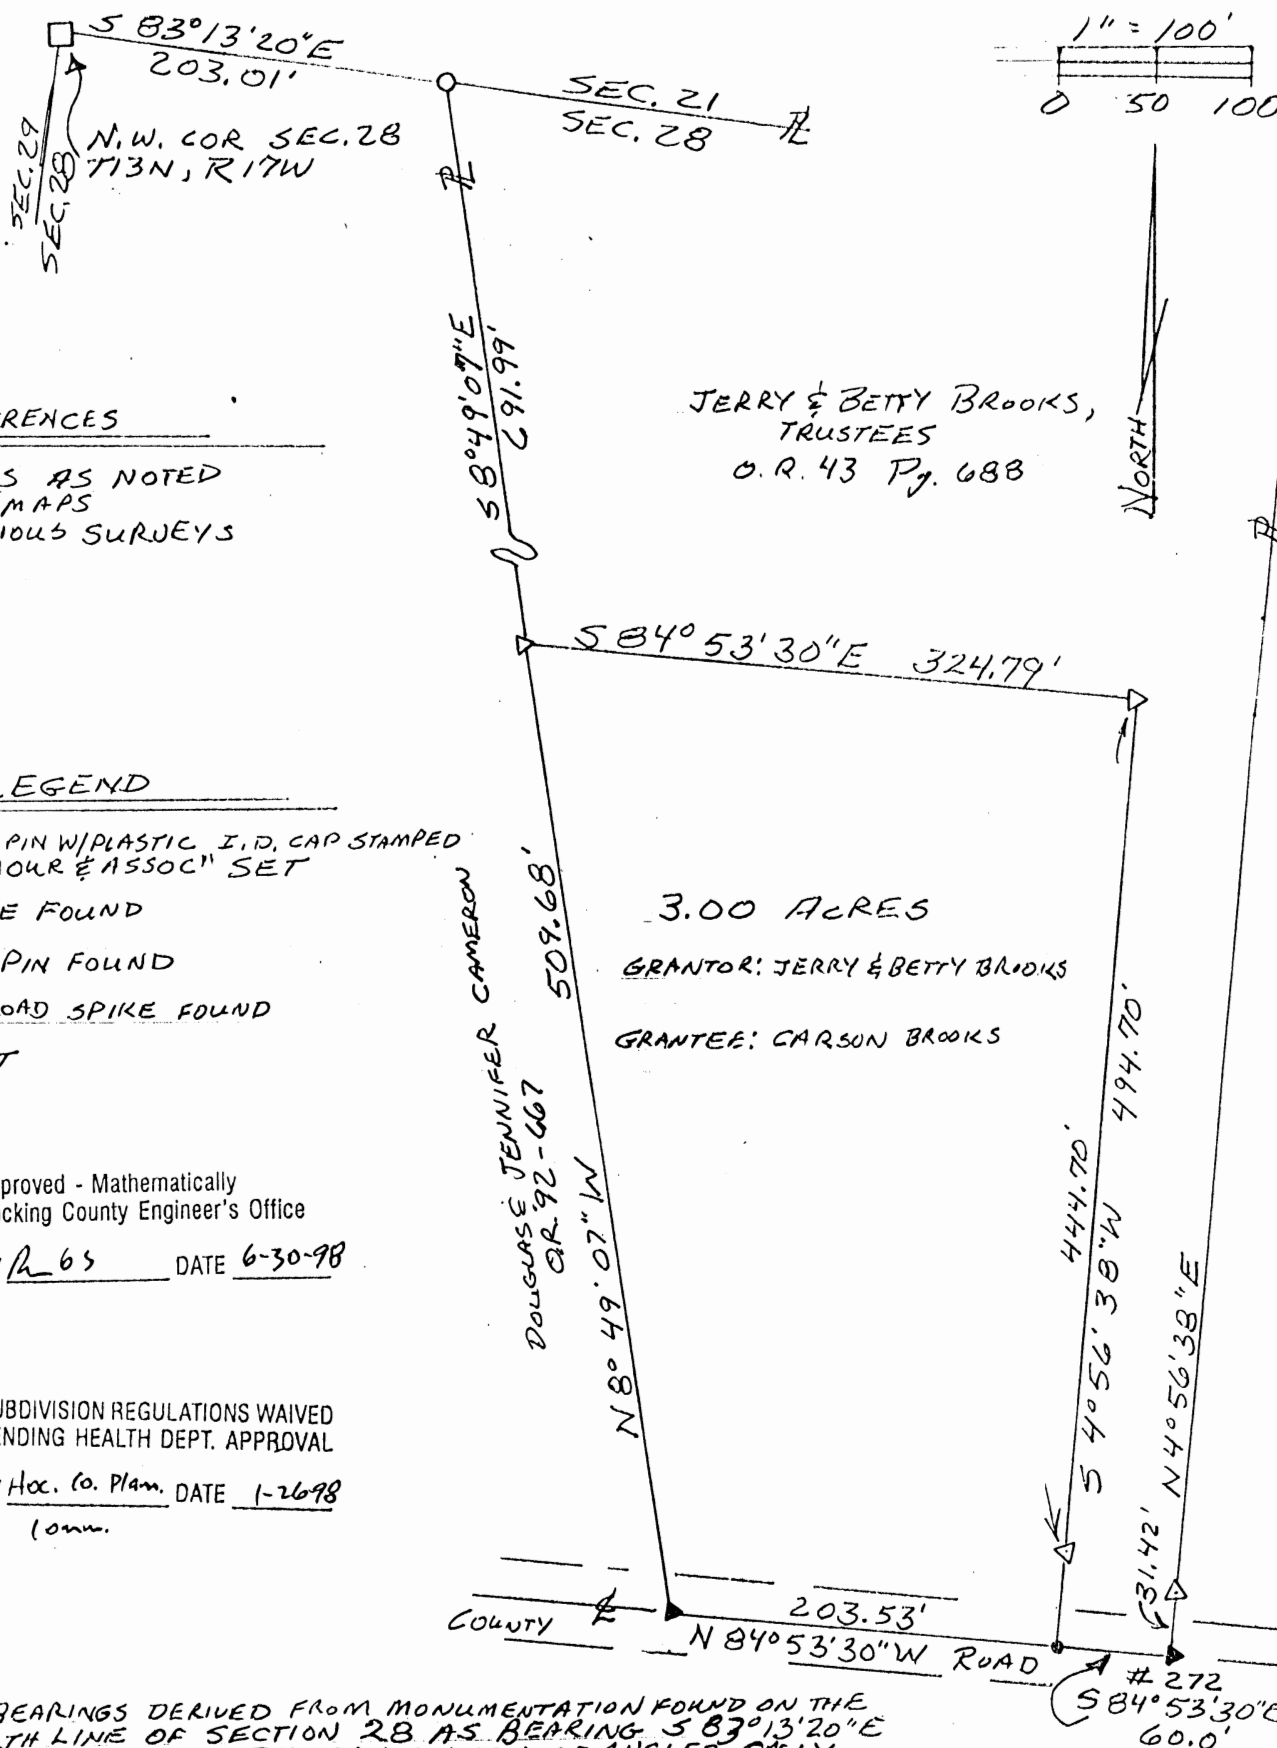 S 83°13'20"E
203.01'
1" = 100'
0 50 100
SEC. 21
SEC. 28
SEC. 29
SEC. 28
N.W. COR SEC. 28
T13N, R17W
S 8°49'07"E
691.99'
JERRY & BETTY BROOKS,
TRUSTEES
O.R. 43 Pg. 688
NORTH
RENCES
S AS NOTED
MAPS
IOUS SURVEYS
S 84° 53' 30"E 324.79'
LEGEND
PIN W/PLASTIC I.D. CAP STAMPED
OUR & ASSOC" SET
E FOUND
PIN FOUND
OAD SPIKE FOUND
T
DOUGLAS & JENNIFER CAMERON
O.R. 92-667
509.68'
N 8° 49' 07" W
3.00 ACRES
GRANTOR: JERRY & BETTY BROOKS
GRANTEE: CARSON BROOKS
494.70'
444.70'
S 4° 56' 38"W
N 4° 56' 38"E
31.42'
proved - Mathematically
cking County Engineer's Office
DATE 6-30-98
UBDIVISION REGULATIONS WAIVED
ENDING HEALTH DEPT. APPROVAL
Hoc. Co. Plan. DATE 1-26-98
Comm.
COUNTY
203.53'
N 84° 53' 30" W ROAD
# 272
S 84° 53' 30"E
60.0'
BEARINGS DERIVED FROM MONUMENTATION FOUND ON THE
TH LINE OF SECTION 28 AS BEARING S 83°13'20"E